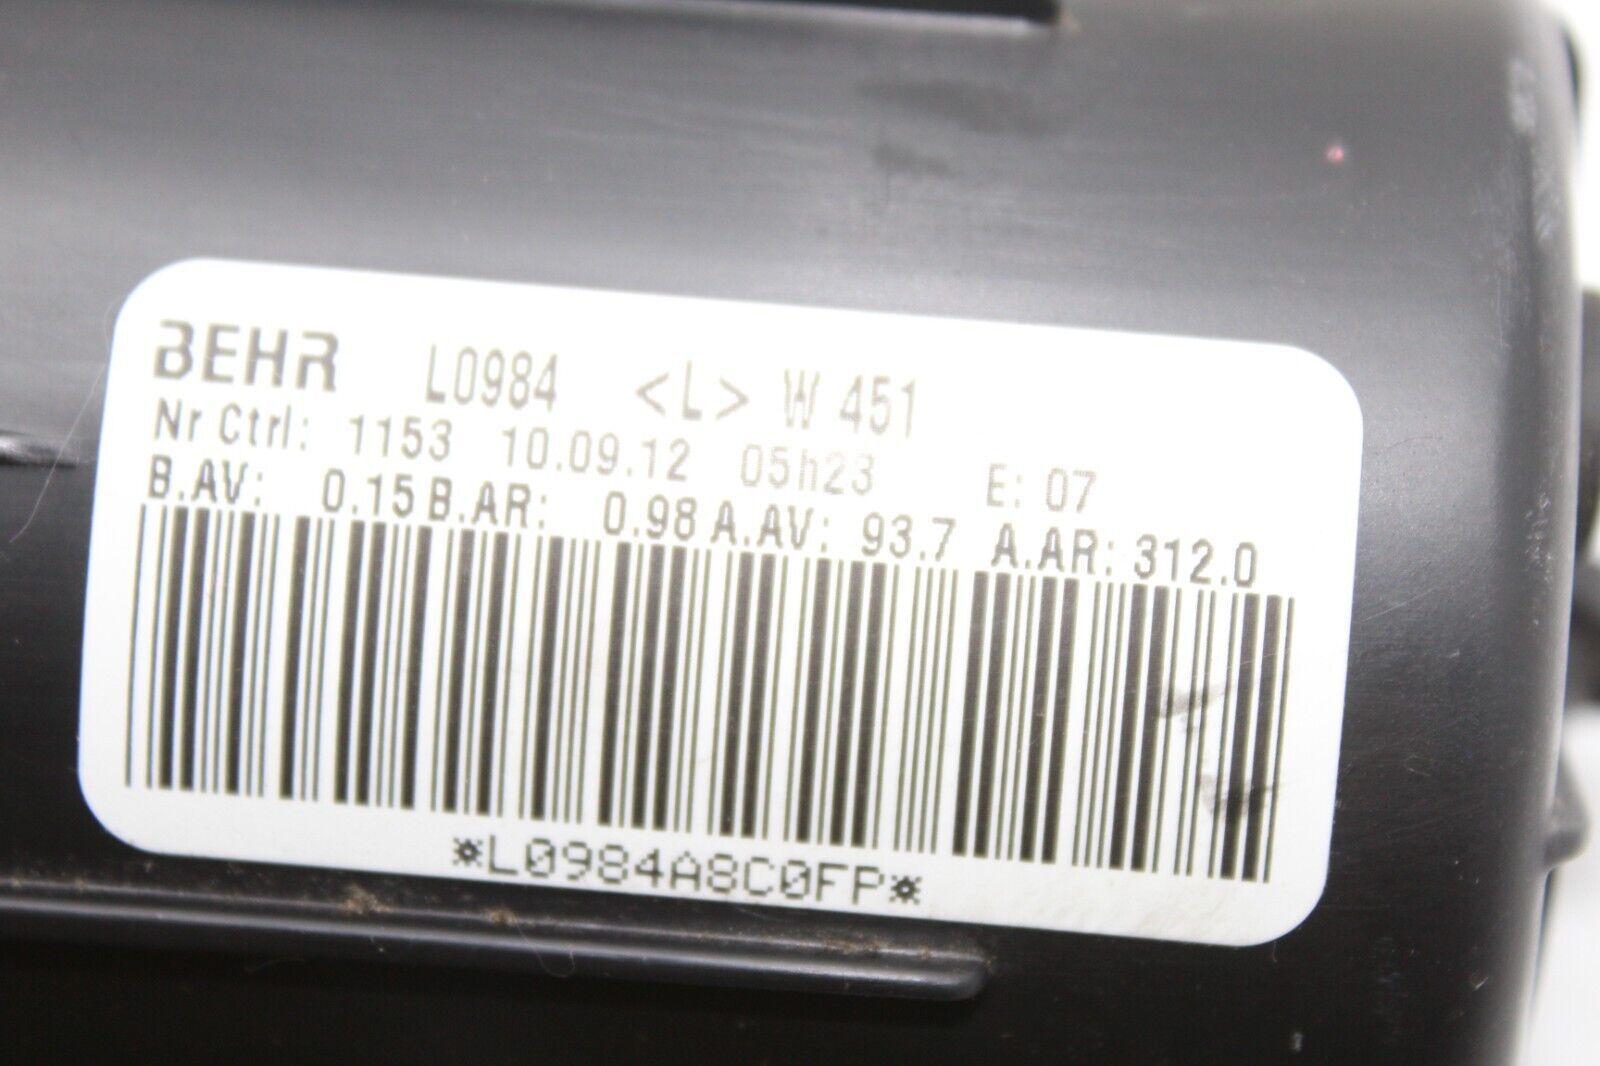 BEHR L0984 <L> W 451
Nr Ctrl: 1153 10.09.12 05h23 E: 07
B.AV: 0.15 B.AR: 0.98 A.AV: 93.7 A.AR: 312.0
*L0984A8C0FP*